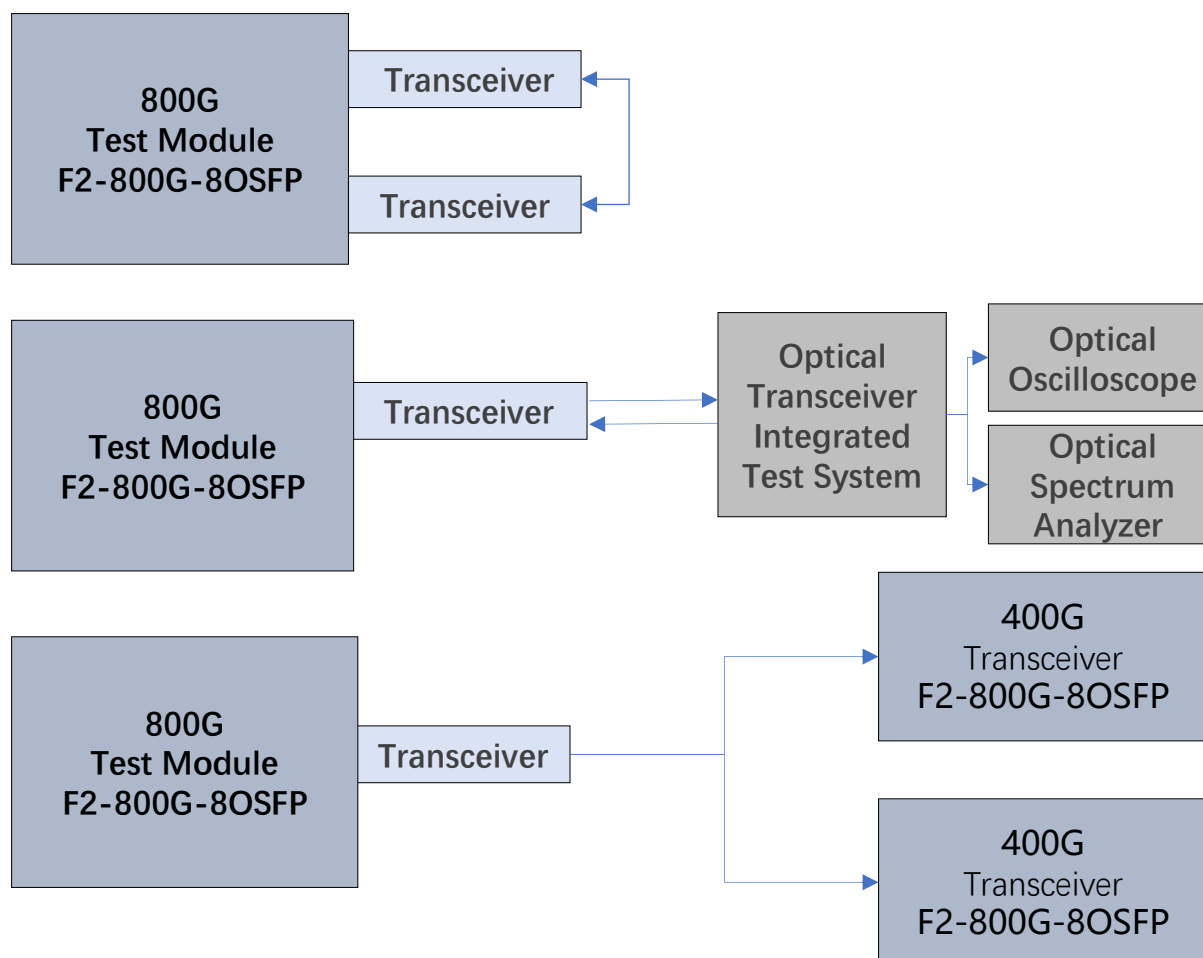 800G
Test Module
F2-800G-8OSFP
Transceiver
Transceiver
800G
Test Module
F2-800G-8OSFP
Transceiver
Optical
Transceiver
Integrated
Test System
Optical
Oscilloscope
Optical
Spectrum
Analyzer
800G
Test Module
F2-800G-8OSFP
Transceiver
400G
Transceiver
F2-800G-8OSFP
400G
Transceiver
F2-800G-8OSFP